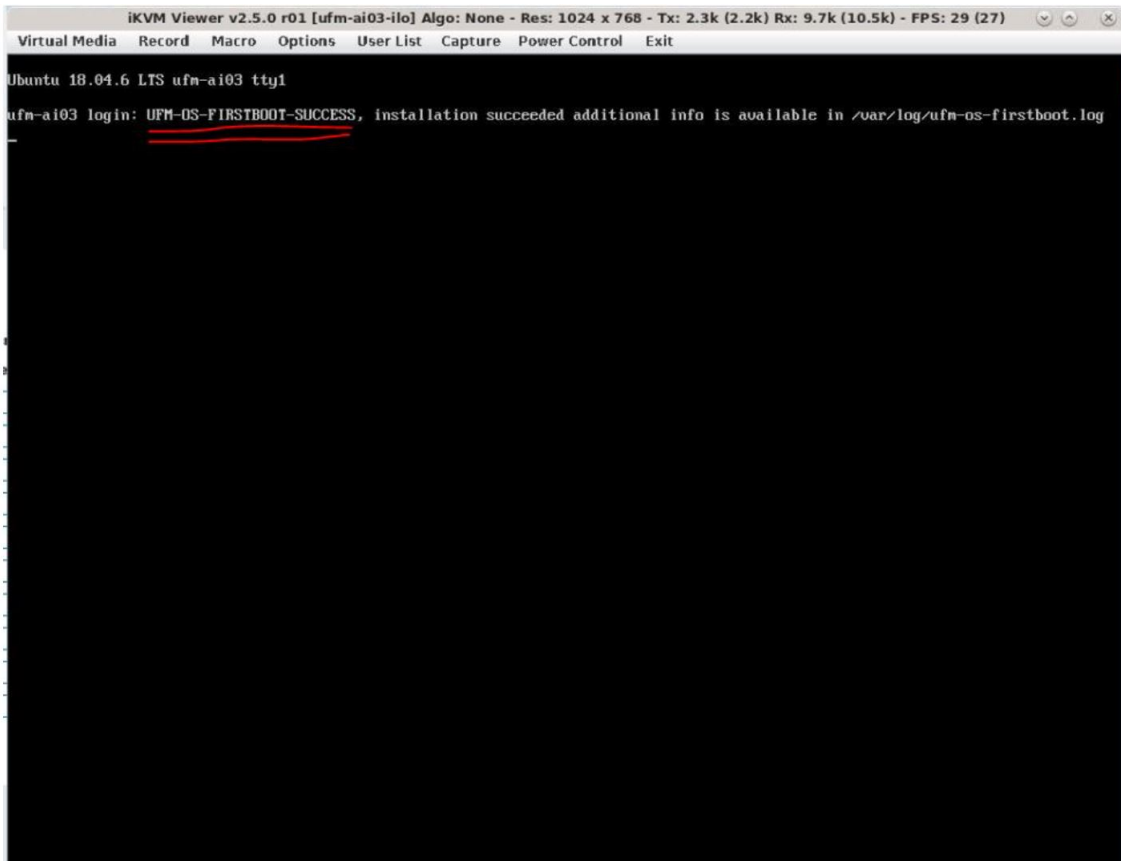 iKVM Viewer v2.5.0 r01 [ufm-ai03-ilo] Algo: None - Res: 1024 x 768 - Tx: 2.3k (2.2k) Rx: 9.7k (10.5k) - FPS: 29 (27)
Virtual Media Record Macro Options User List Capture Power Control Exit
Ubuntu 18.04.6 LTS ufm-ai03 tty1
ufm-ai03 login: UFM-OS-FIRSTBOOT-SUCCESS, installation succeeded additional info is available in /var/log/ufm-os-firstboot.log